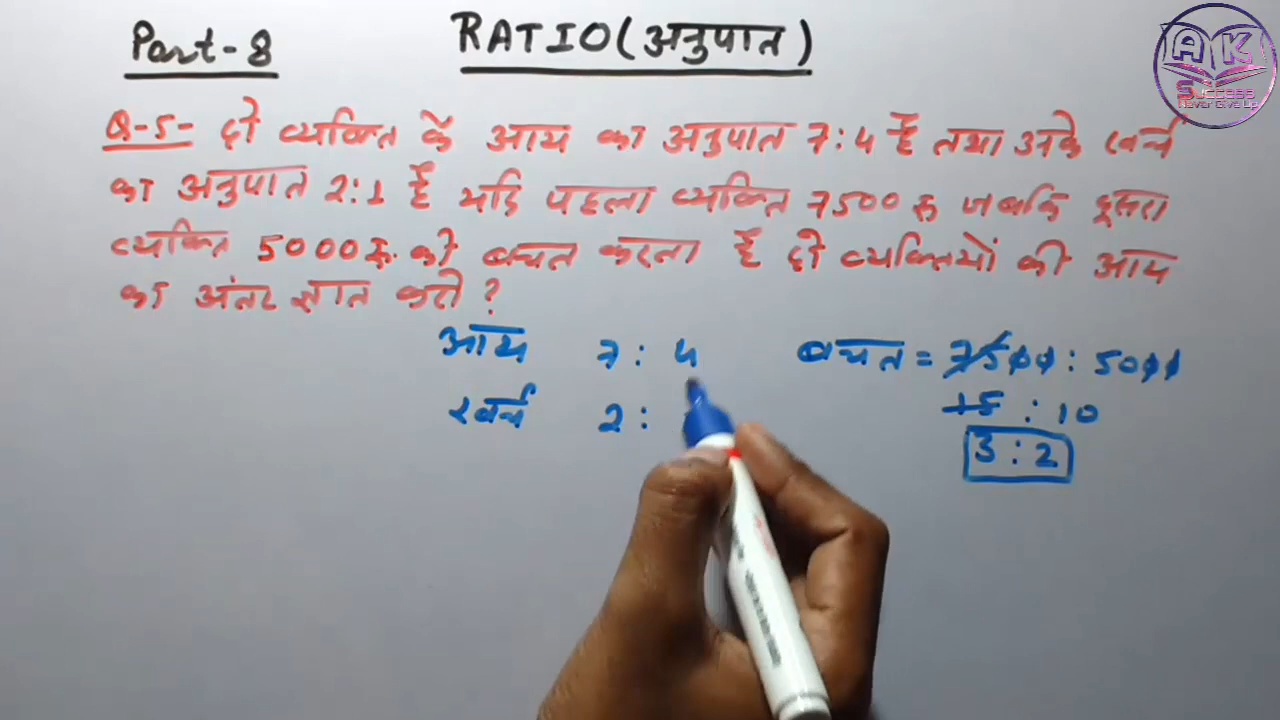 Part-8
RATIO (अनुपात)
AK
Success
Never Give Up
Q-5- दो व्यक्ति के आय का अनुपात 7:4 है तथा उनके खर्च
का अनुपात 2:1 है यदि पहला व्यक्ति 7500 रु जबकि दूसरा
व्यक्ति 5000 रु. की बचत करता है दो व्यक्तियों की आय
का अंतर ज्ञात करो ?
आय 7 : 4 बचत = 7500 : 5000
खर्च 2 : 15 : 10
3 : 2